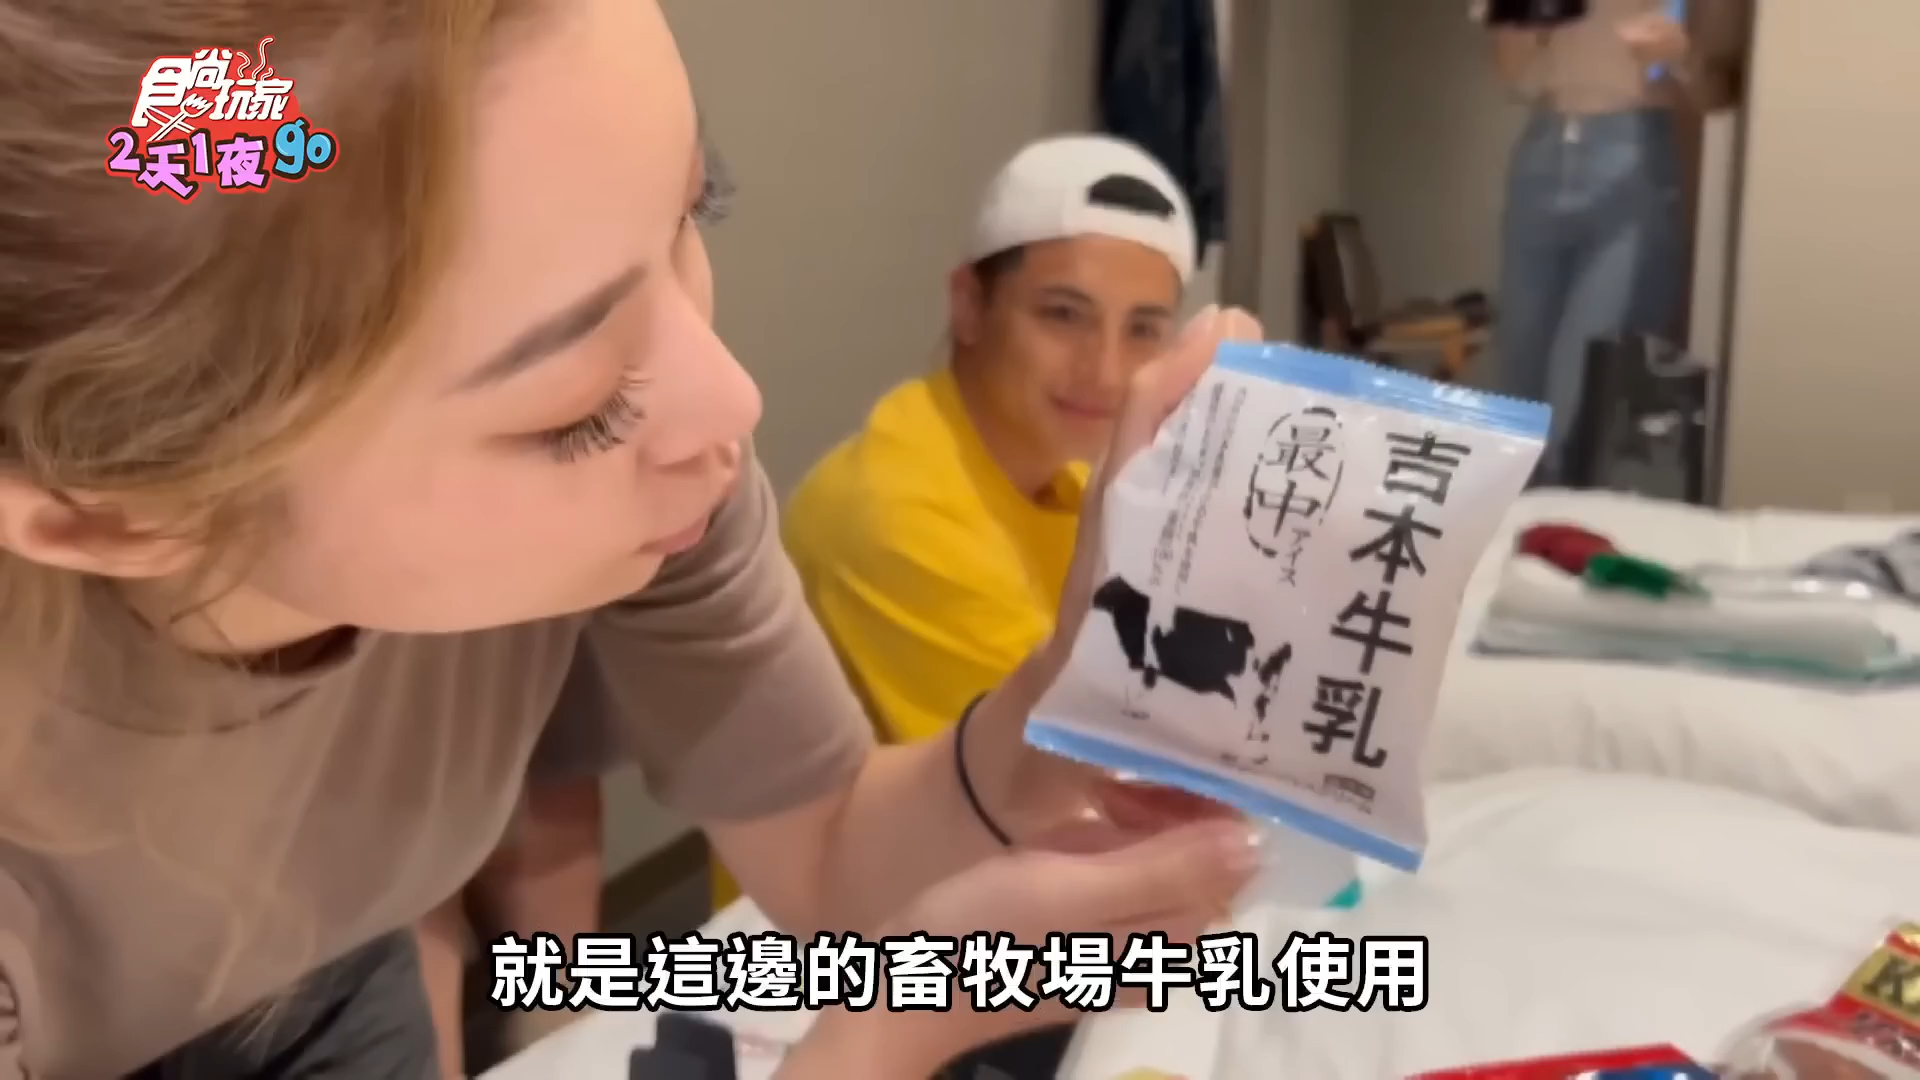 食尚玩家
2天1夜go
吉本牛乳
最中
アイス
就是這邊的畜牧場牛乳使用